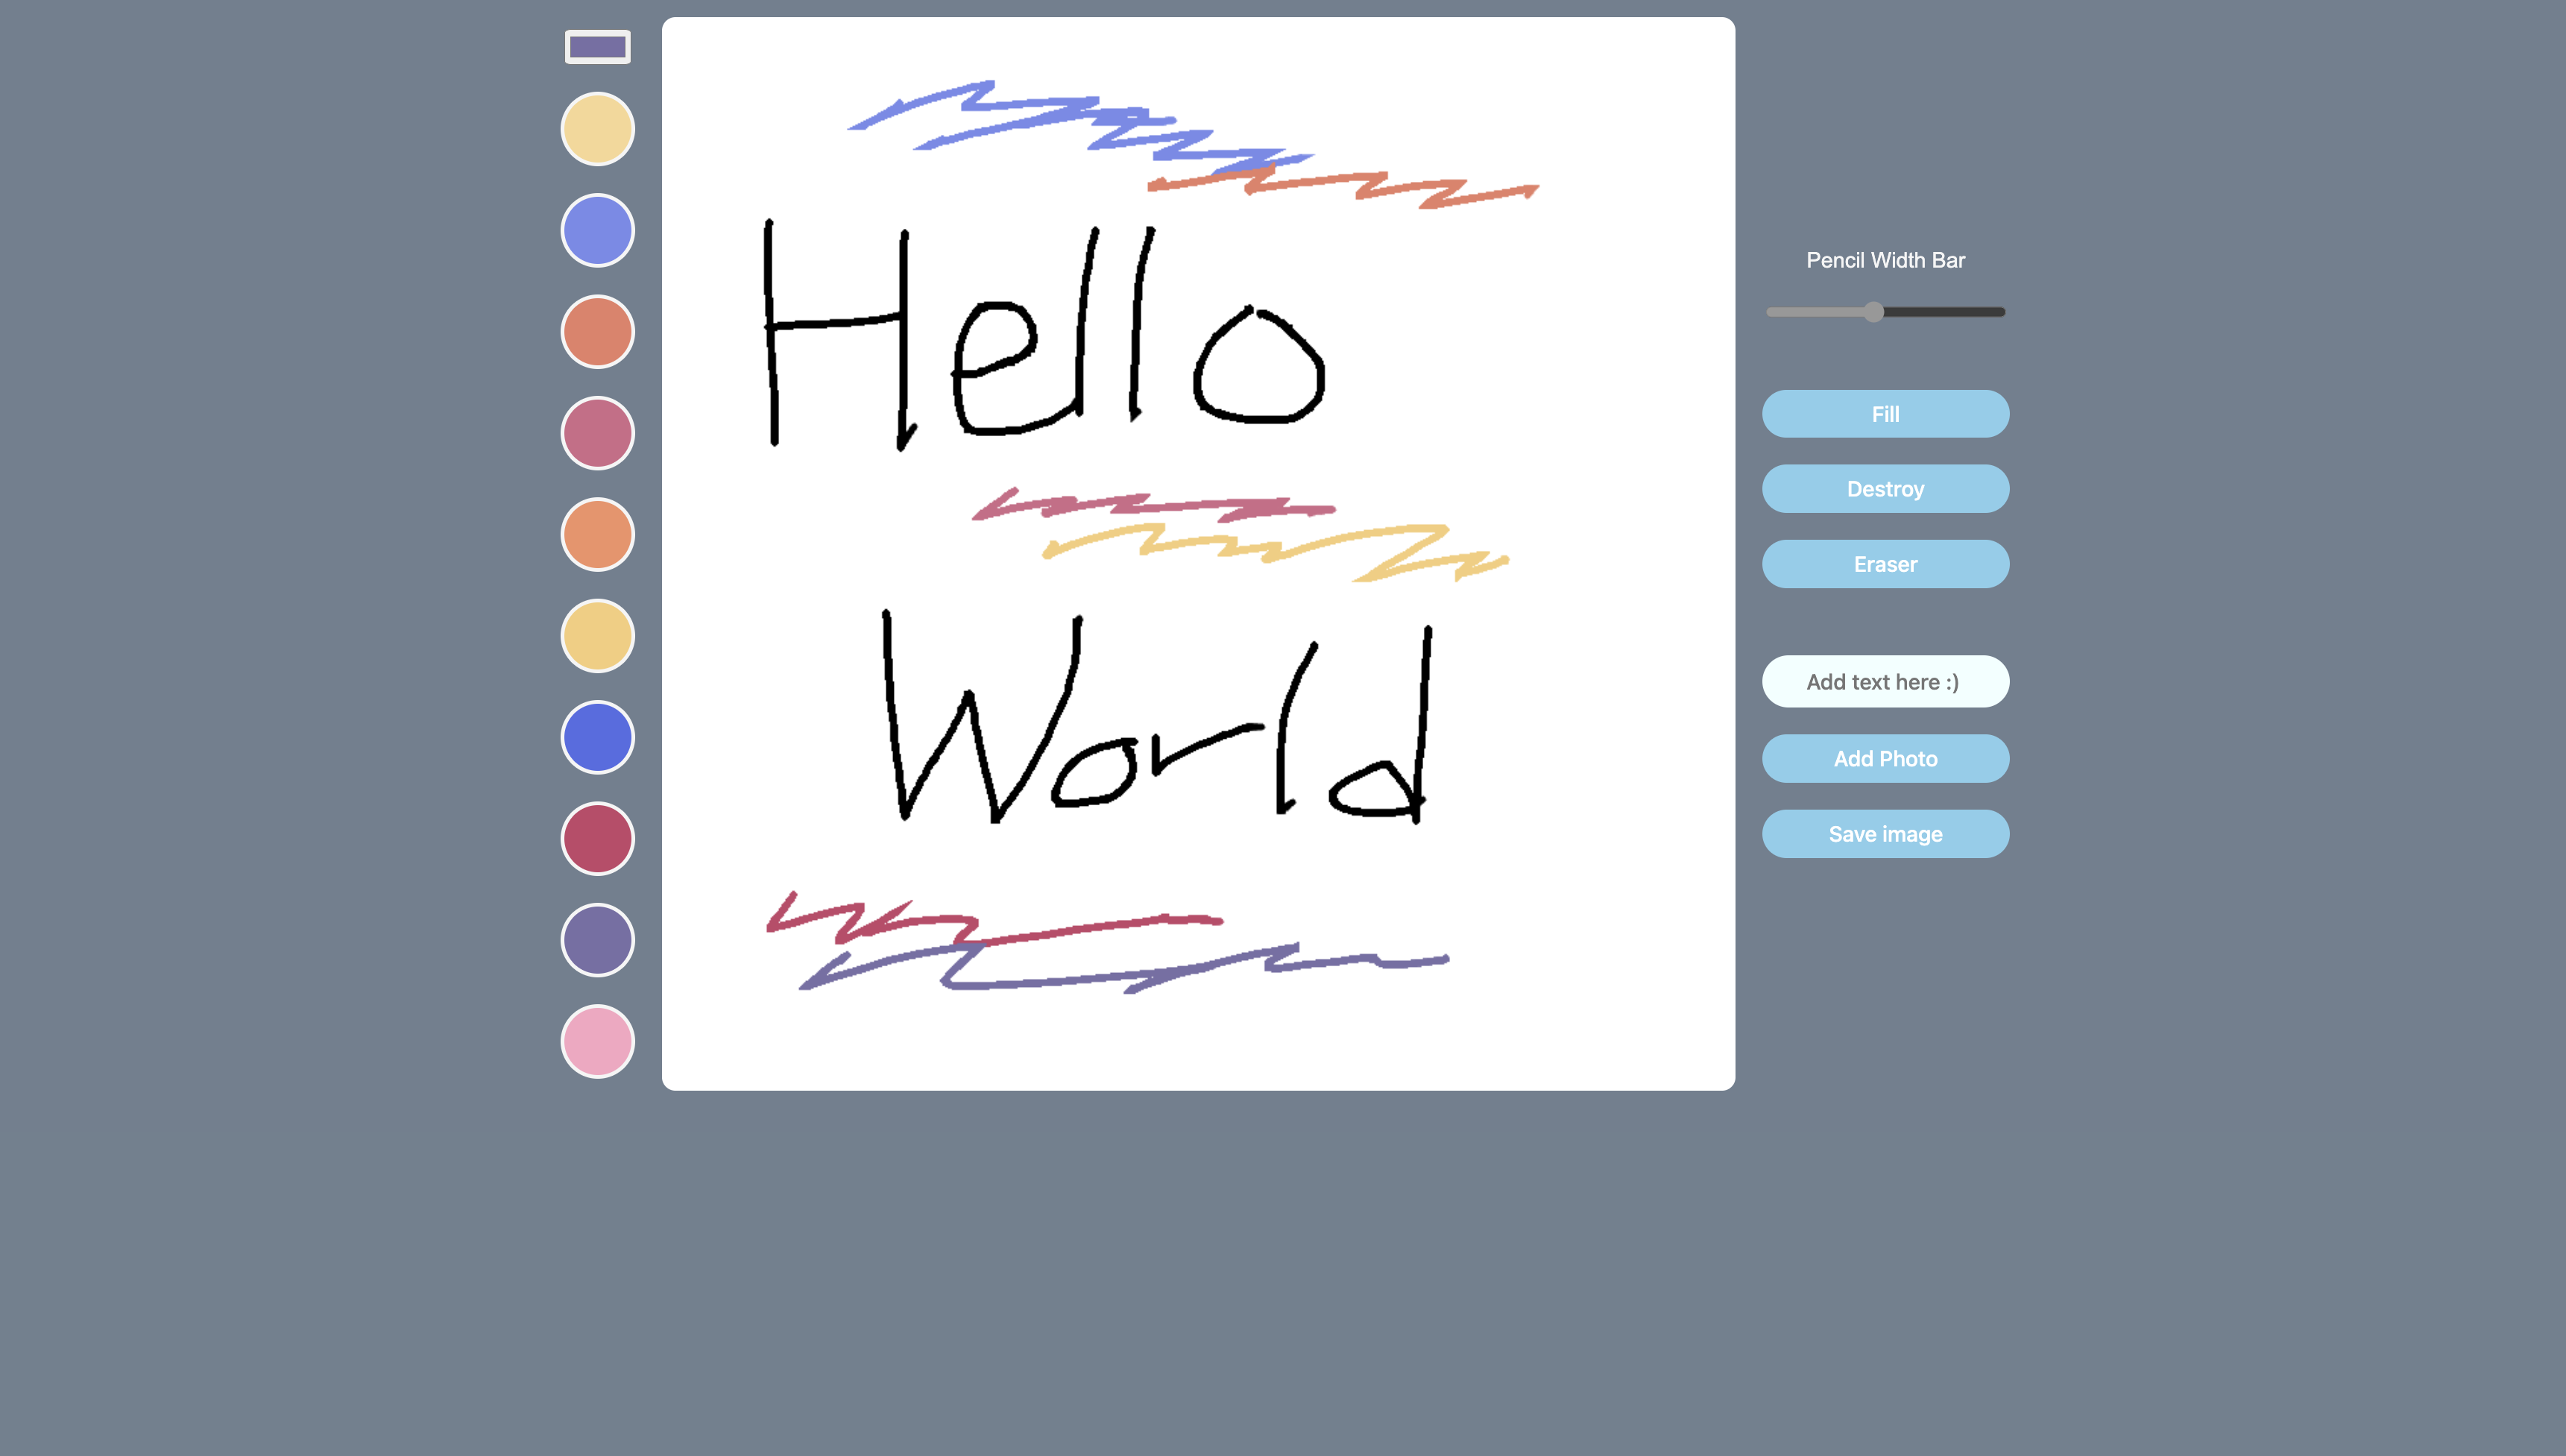 Hello
World
Pencil Width Bar
Fill
Destroy
Eraser
Add text here :)
Add Photo
Save image